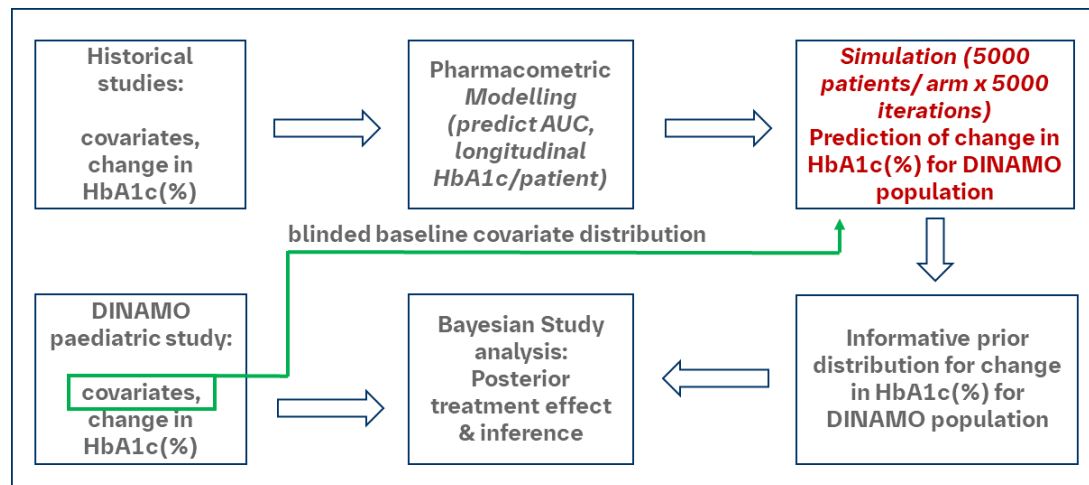 Historical
studies:
covariates,
change in
HbA1c(%)
Pharmacometric
Modelling
(predict AUC,
longitudinal
HbA1c/patient)
Simulation (5000
patients/ arm x 5000
iterations)
Prediction of change in
HbA1c(%) for DINAMO
population
blinded baseline covariate distribution
DINAMO
paediatric study:
covariates,
change in
HbA1c(%)
Bayesian Study
analysis:
Posterior
treatment effect
& inference
Informative prior
distribution for change
in HbA1c(%) for
DINAMO population